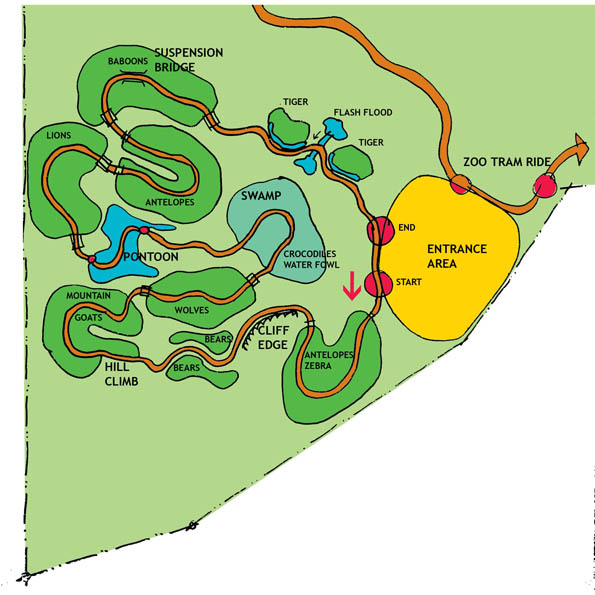 SUSPENSION
BRIDGE
BABOONS
TIGER
FLASH FLOOD
TIGER
LIONS
ZOO TRAM RIDE
ANTELOPES
SWAMP
END
ENTRANCE
AREA
PONTOON
CROCODILES
WATER FOWL
START
MOUNTAIN
GOATS
WOLVES
CLIFF
EDGE
BEARS
ANTELOPES
ZEBRA
HILL
CLIMB
BEARS